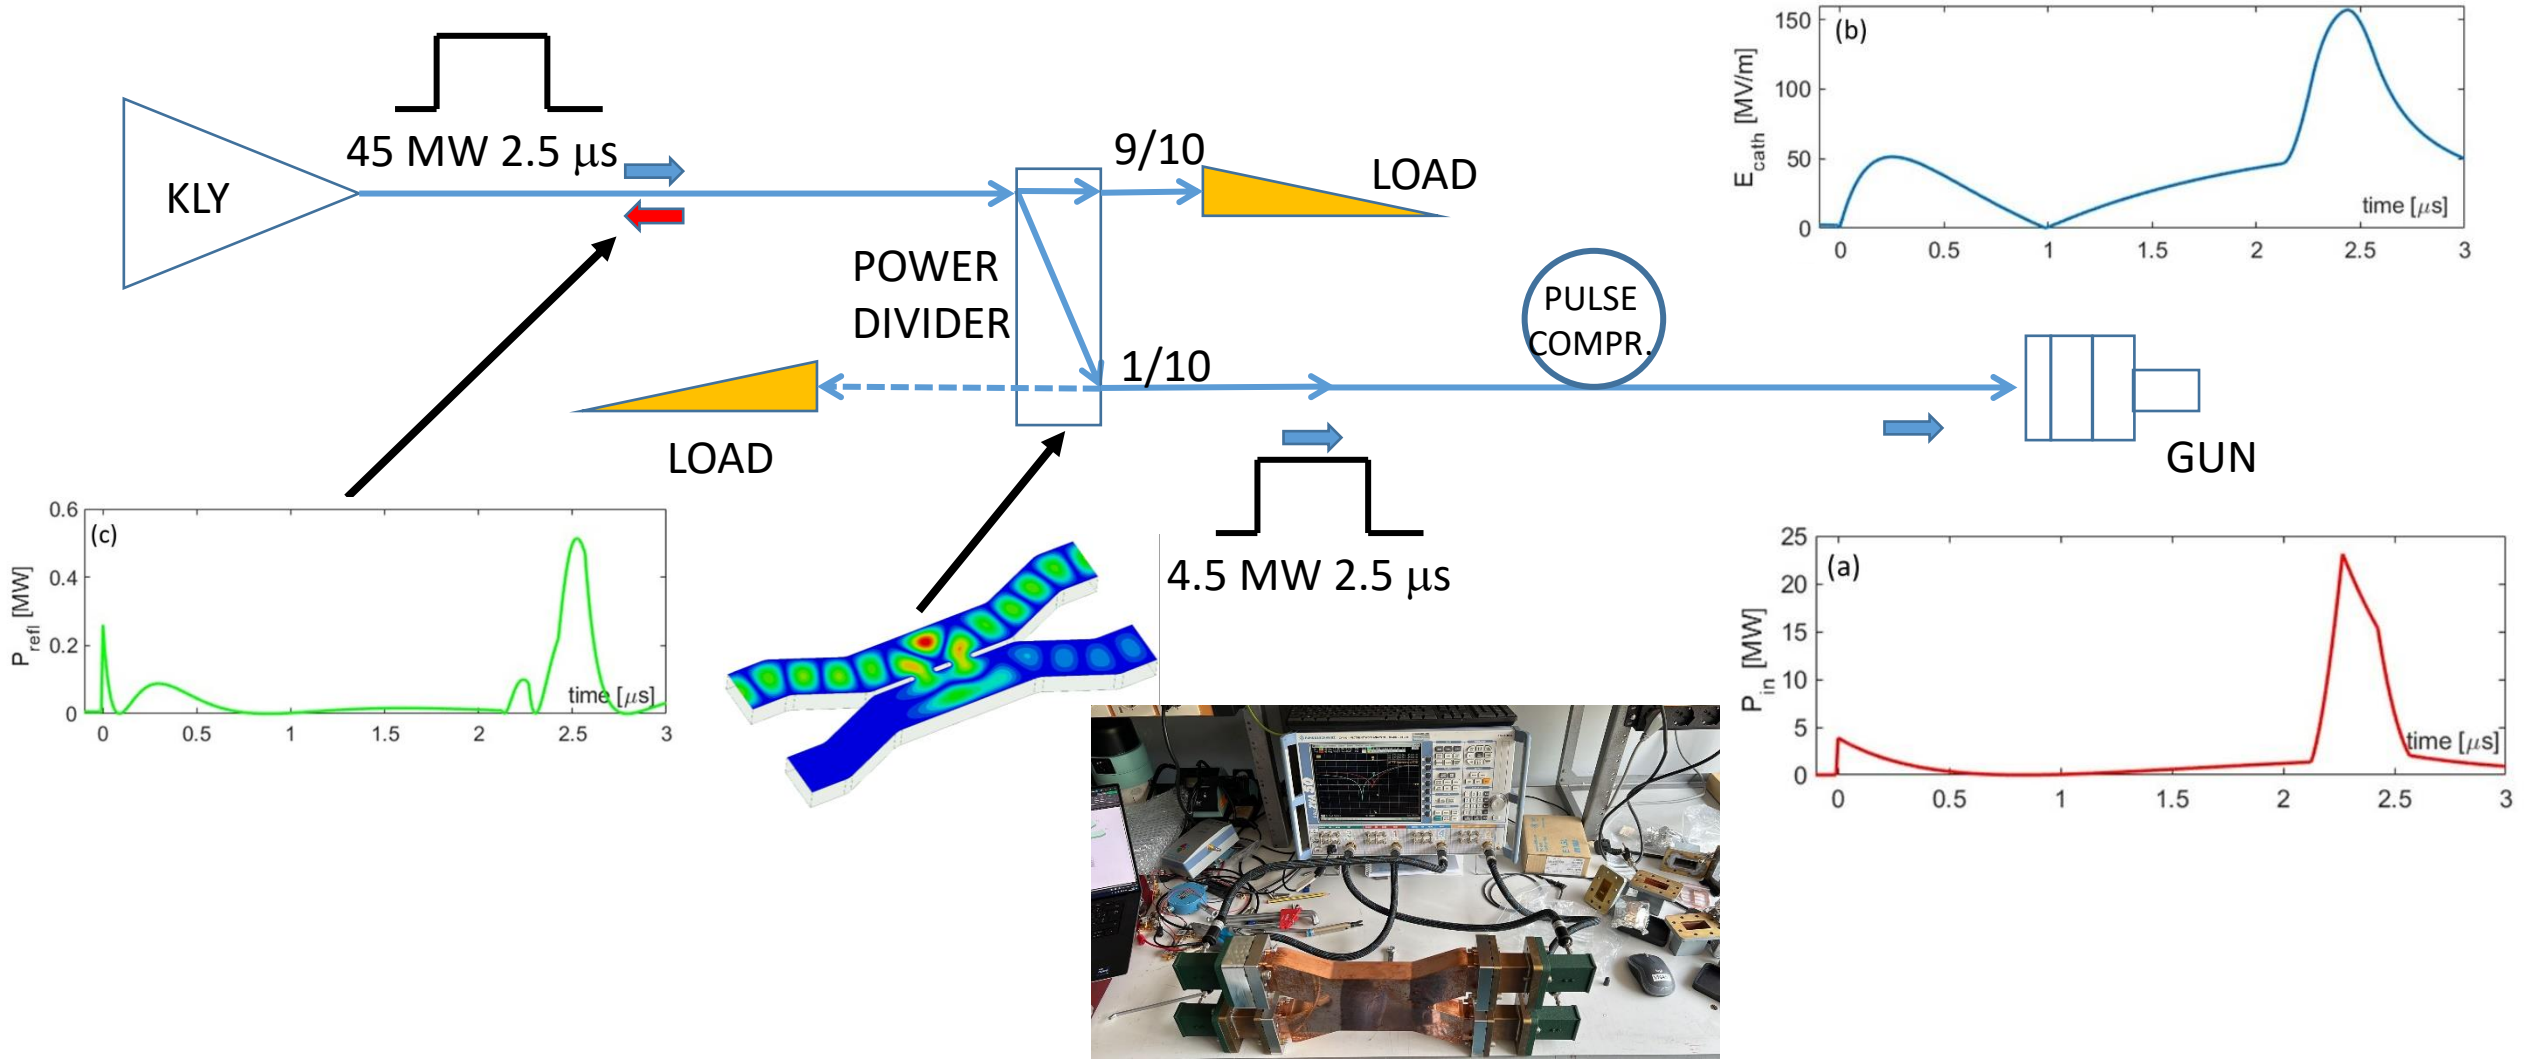 45 MW 2.5 μs
KLY
9/10
LOAD
POWER
DIVIDER
1/10
LOAD
PULSE
COMPR.
GUN
4.5 MW 2.5 μs
(b)
E_cath [MV/m]
150
100
50
0
time [μs]
0 0.5 1 1.5 2 2.5 3
(c)
P_refl [MW]
0.6
0.4
0.2
0
time [μs]
0 0.5 1 1.5 2 2.5 3
(a)
P_in [MW]
25
20
15
10
5
0
time [μs]
0 0.5 1 1.5 2 2.5 3